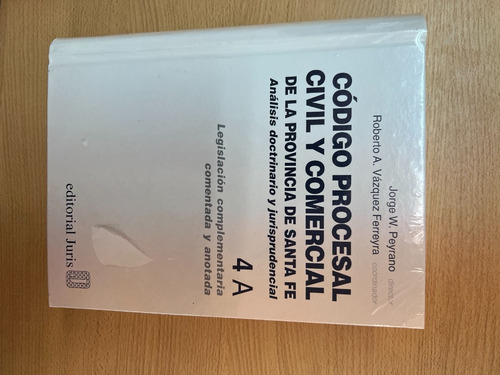 Jorge W. Peyrano director
Roberto A. Vázquez Ferreyra coordinador
CÓDIGO PROCESAL
CIVIL Y COMERCIAL
DE LA PROVINCIA DE SANTA FE
Análisis doctrinario y jurisprudencial
4 A
Legislación complementaria
comentada y anotada
editorial Juris